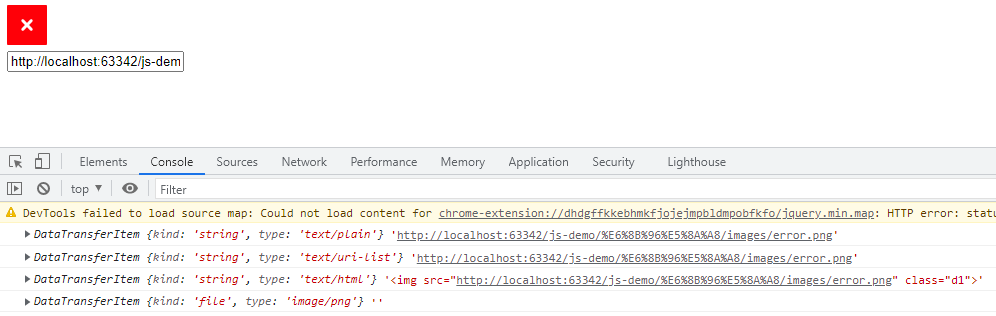 http://localhost:63342/js-dem
Elements Console Sources Network Performance Memory Application Security Lighthouse
top ▼ Filter
DevTools failed to load source map: Could not load content for chrome-extension://dhdgffkkebhmkfjojejmpbldmpobfkfo/jquery.min.map: HTTP error: statu
DataTransferItem {kind: 'string', type: 'text/plain'} 'http://localhost:63342/js-demo/%E6%8B%96%E5%8A%A8/images/error.png'
DataTransferItem {kind: 'string', type: 'text/uri-list'} 'http://localhost:63342/js-demo/%E6%8B%96%E5%8A%A8/images/error.png'
DataTransferItem {kind: 'string', type: 'text/html'} '<img src="http://localhost:63342/js-demo/%E6%8B%96%E5%8A%A8/images/error.png" class="d1">'
DataTransferItem {kind: 'file', type: 'image/png'} ''